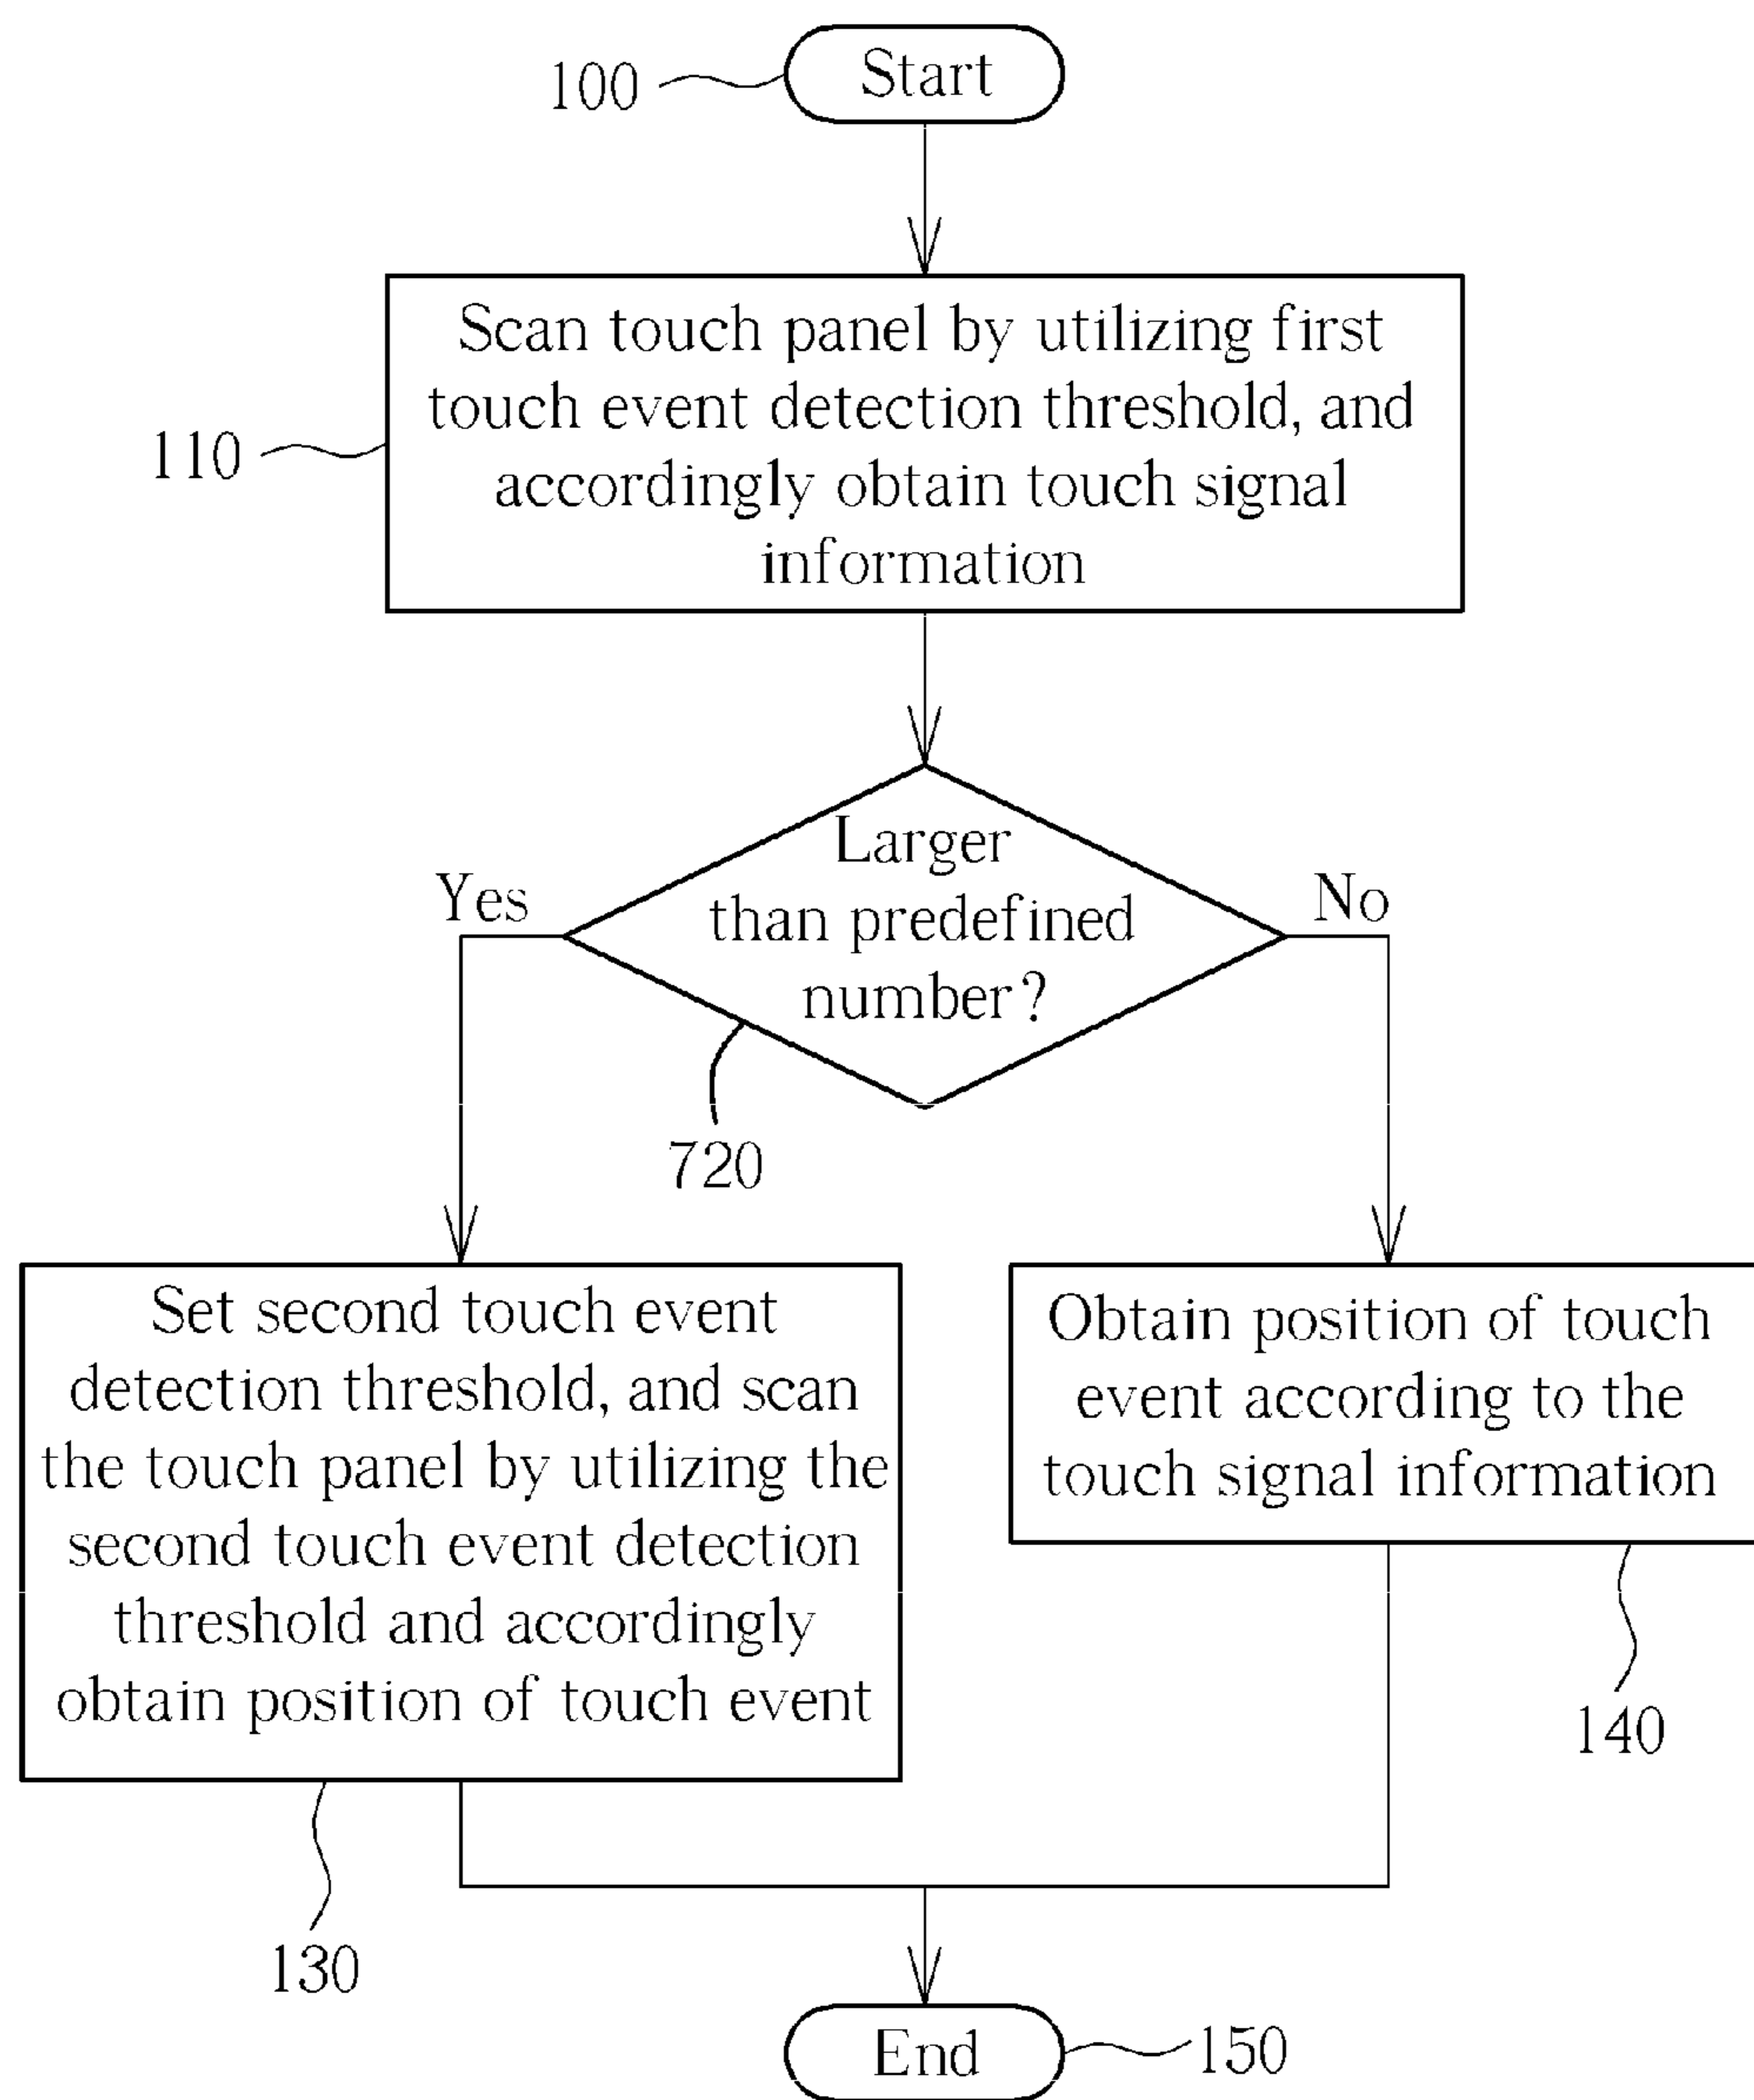 Start
100
Scan touch panel by utilizing first
touch event detection threshold, and
accordingly obtain touch signal
information
110
Larger
than predefined
number?
Yes
No
720
Set second touch event
detection threshold, and scan
the touch panel by utilizing the
second touch event detection
threshold and accordingly
obtain position of touch event
Obtain position of touch
event according to the
touch signal information
140
130
End
150